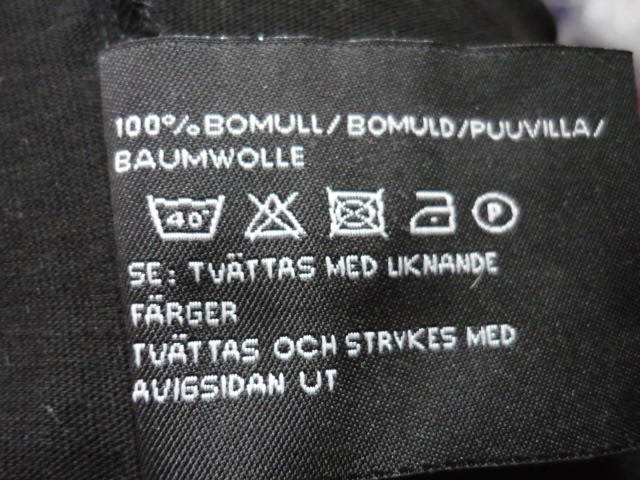 100% BOMULL/BOMULD/PUUVILLA/
BAUMWOLLE
40° P
SE: TVÄTTAS MED LIKNANDE
FÄRGER
TVÄTTAS OCH STRYKES MED
AVIGSIDAN UT